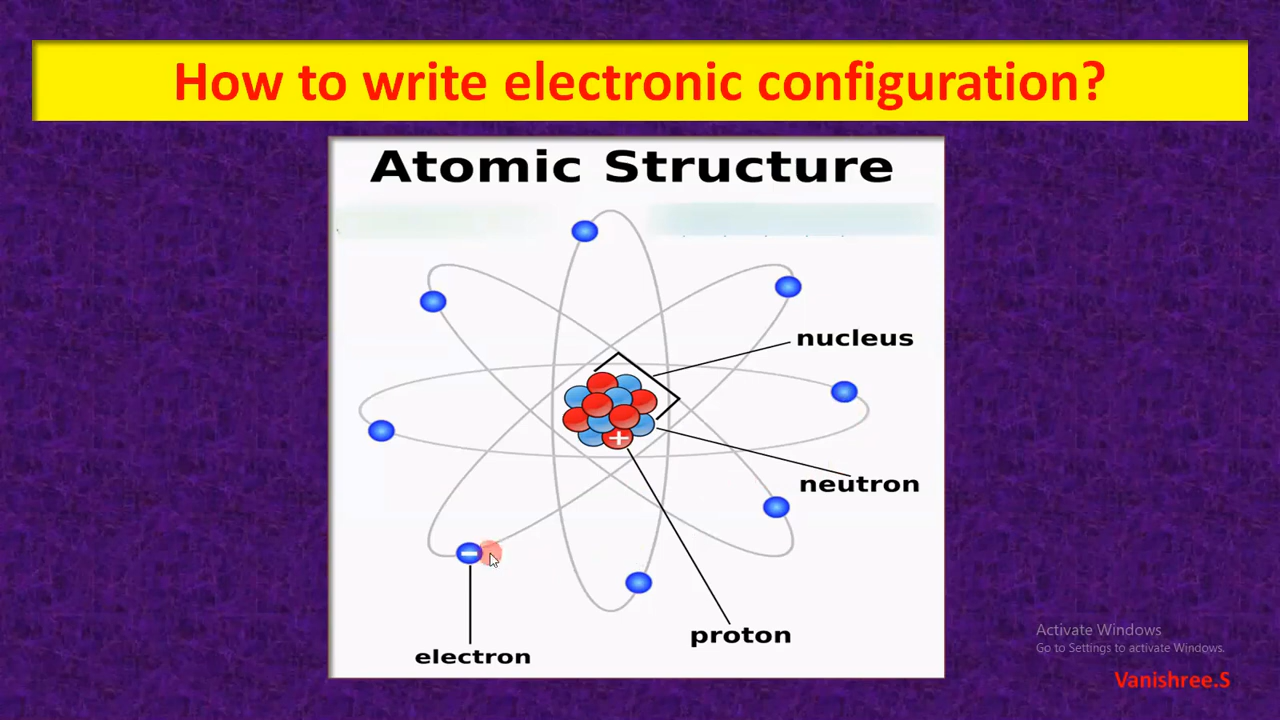 How to write electronic configuration?
Atomic Structure
nucleus
neutron
+
proton
−
electron
Activate Windows
Go to Settings to activate Windows.
Vanishree.S